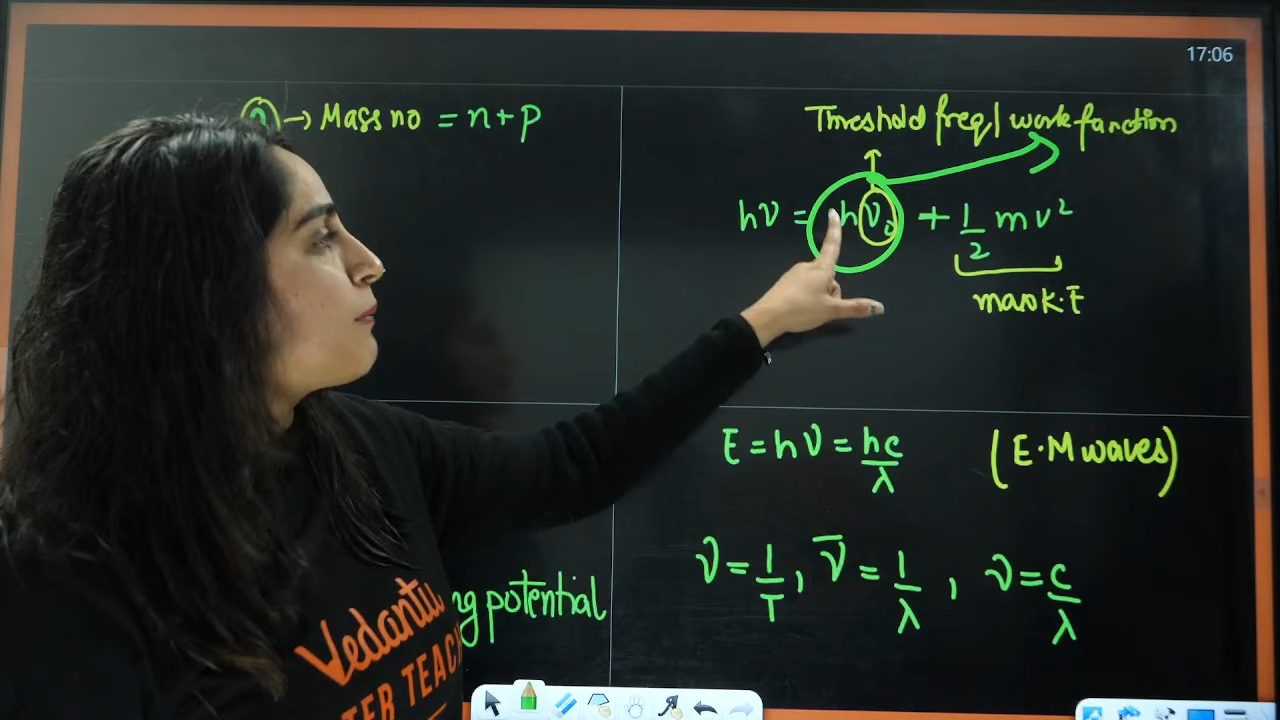 17:06
→ Mass no = n + p
Threshold freq | work function
hν = hν₀ + 1/2 mv²
max K.E
E = hν = hc/λ (E.M waves)
ν = 1/T, ν̅ = 1/λ, ν = c/λ
ng potential
Vedantu
TER TEAC